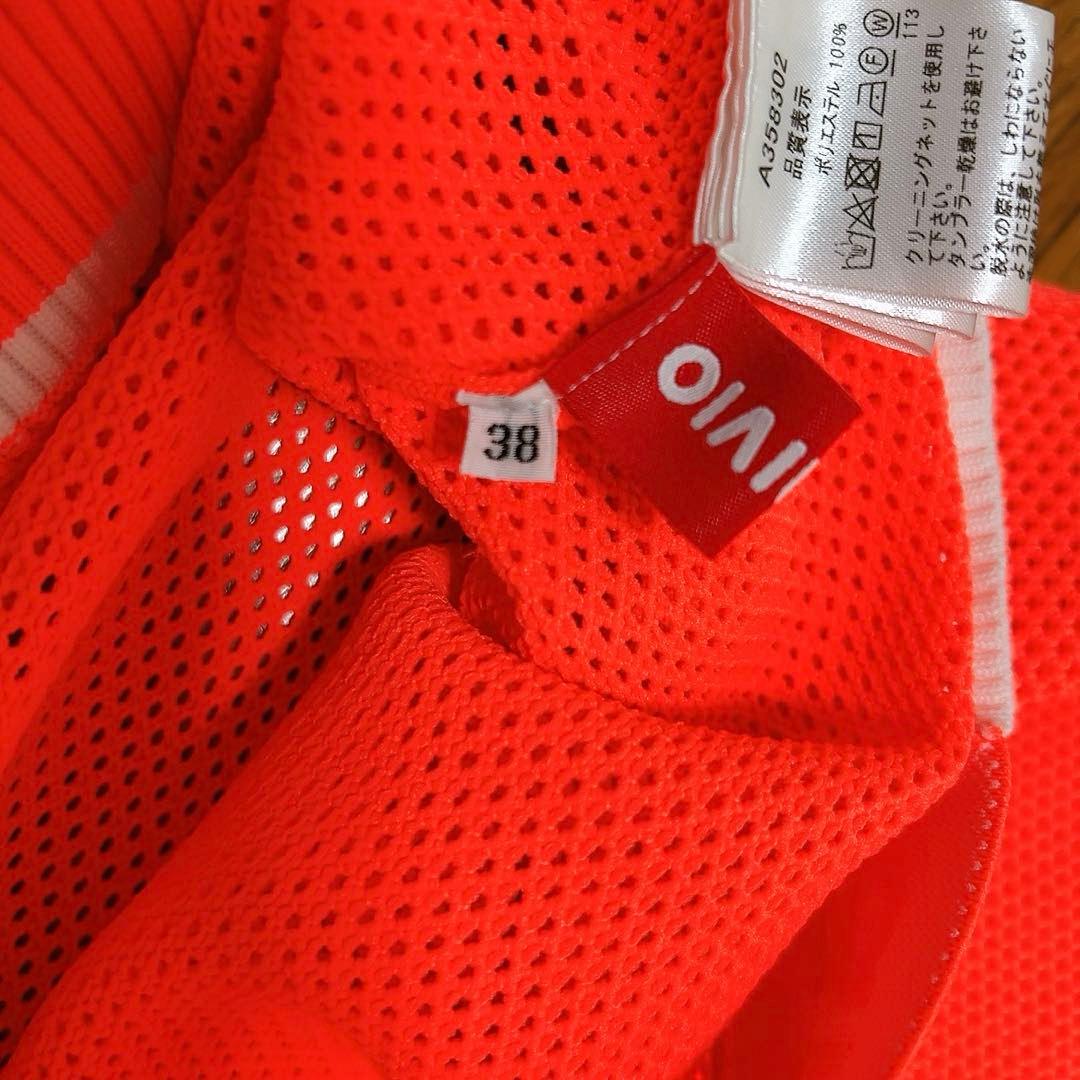 A358302
品質表示
ポリエステル 100%
F W
113
クリーニングネットを使用し
て下さい。
タンブラー乾燥はお避け下さ
い。
脱水の際は、しわにならない
ように注意して下さい。
38
OIVI